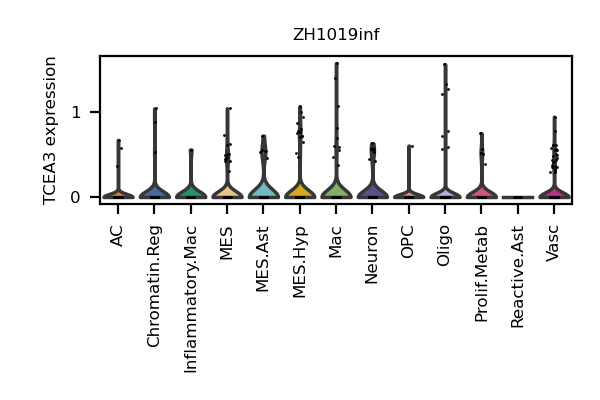 ZH1019inf
TCEA3 expression
1
0
AC
Chromatin.Reg
Inflammatory.Mac
MES
MES.Ast
MES.Hyp
Mac
Neuron
OPC
Oligo
Prolif.Metab
Reactive.Ast
Vasc